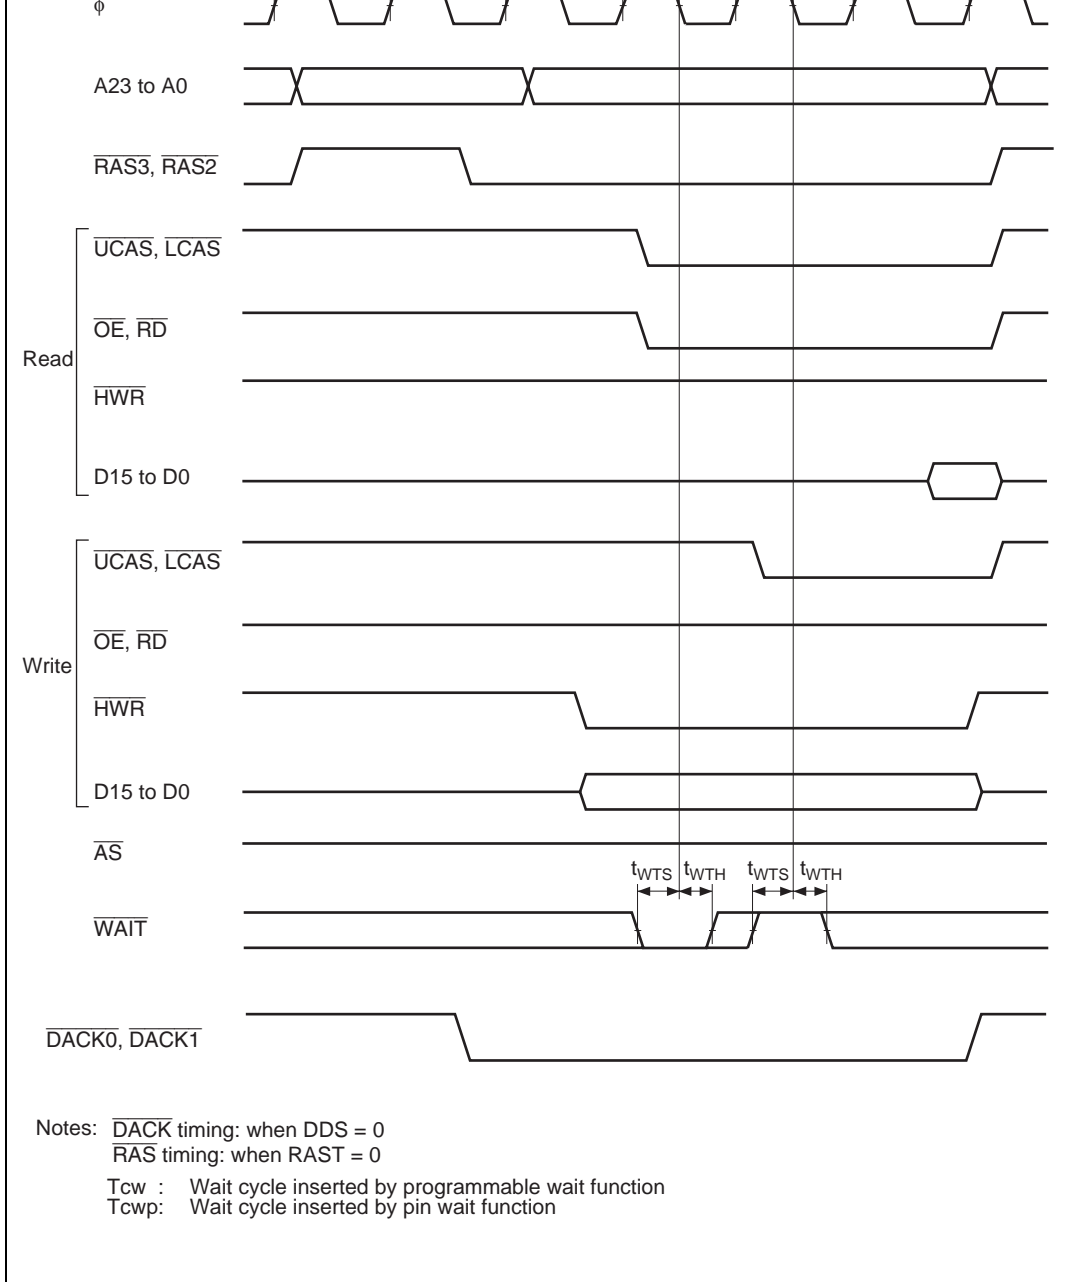 φ
A23 to A0
RAS3, RAS2
Read
UCAS, LCAS
OE, RD
HWR
D15 to D0
Write
UCAS, LCAS
OE, RD
HWR
D15 to D0
AS
tWTS tWTH tWTS tWTH
WAIT
DACK0, DACK1
Notes: DACK timing: when DDS = 0
RAS timing: when RAST = 0
Tcw : Wait cycle inserted by programmable wait function
Tcwp: Wait cycle inserted by pin wait function